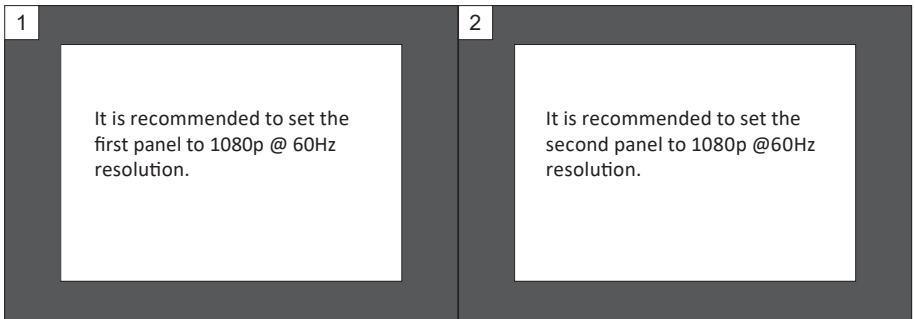 1
It is recommended to set the
first panel to 1080p @ 60Hz
resolution.
2
It is recommended to set the
second panel to 1080p @60Hz
resolution.